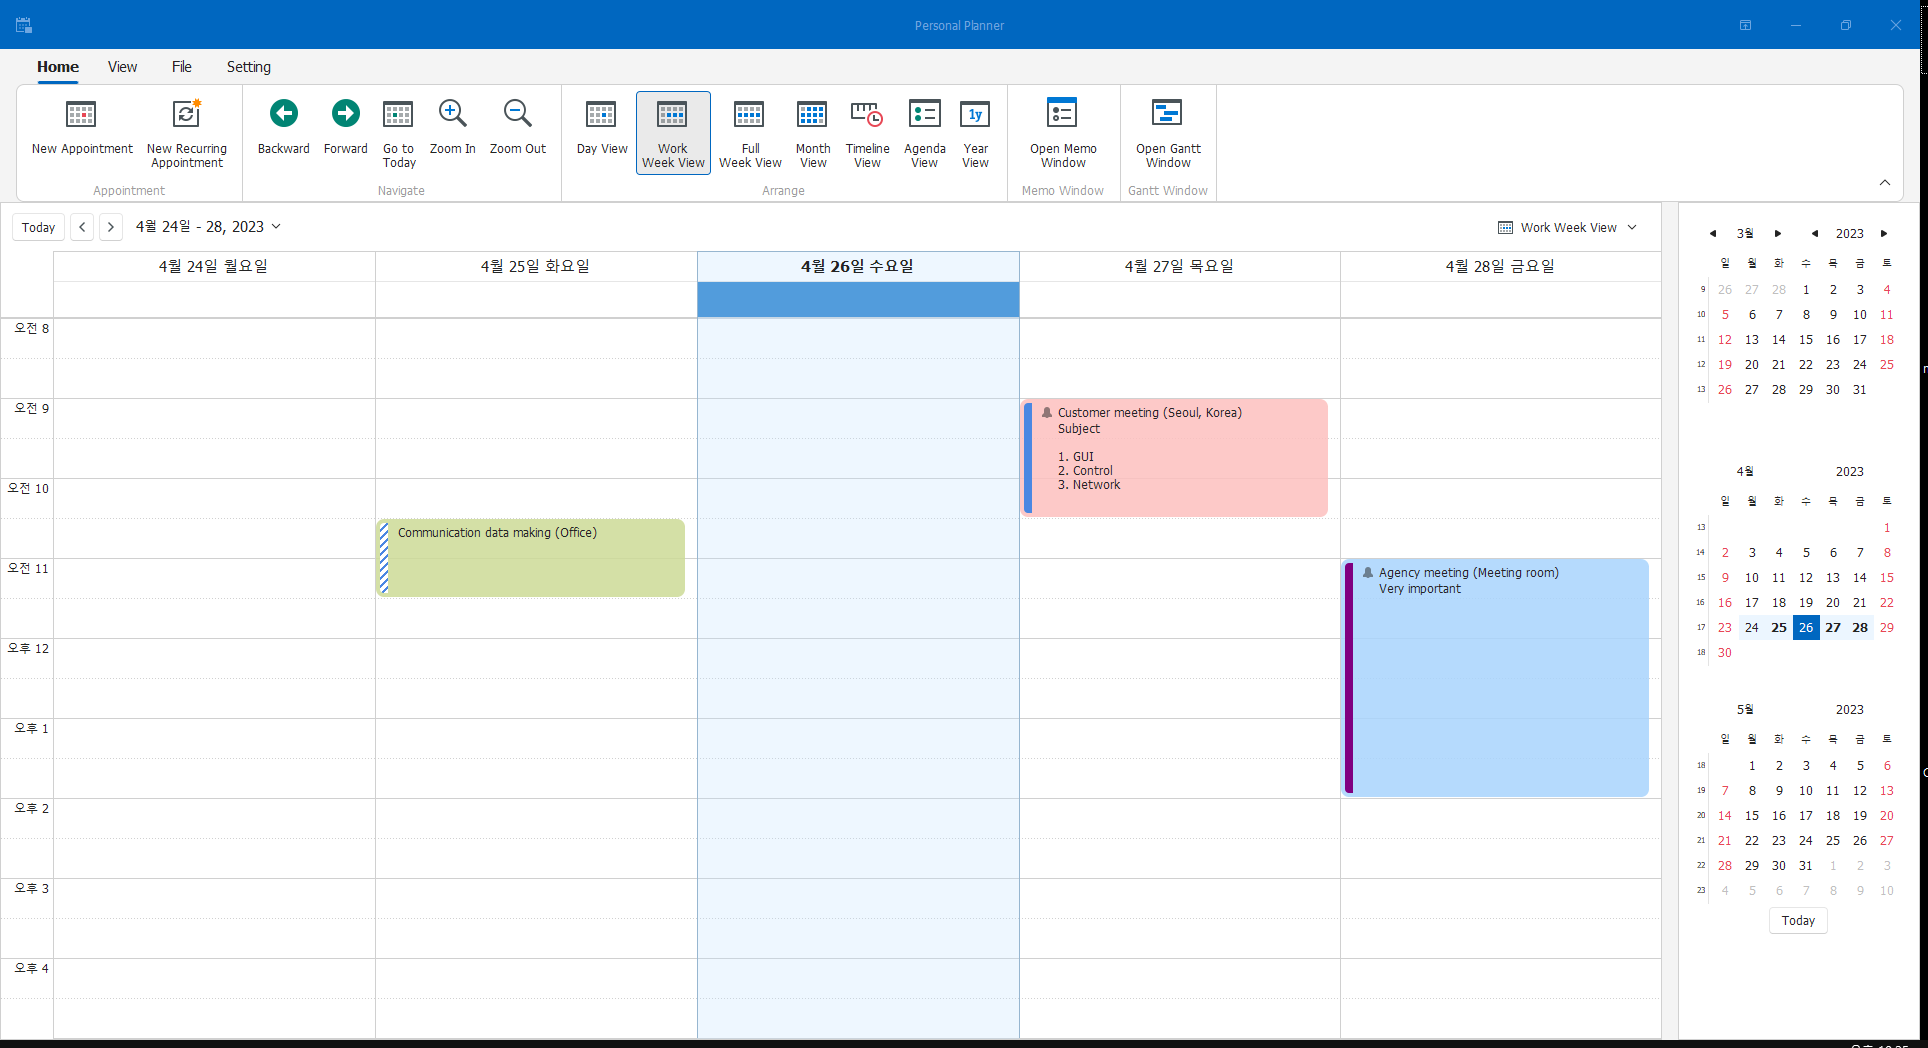 Personal Planner
Home View File Setting
New Appointment
New Recurring
Appointment
Appointment
Backward
Forward
Go to
Today
Zoom In
Zoom Out
Navigate
Day View
Work
Week View
Full
Week View
Month
View
Timeline
View
Agenda
View
1y
Year
View
Arrange
Open Memo
Window
Memo Window
Open Gantt
Window
Gantt Window
Today 4월 24일 - 28, 2023
Work Week View
4월 24일 월요일 4월 25일 화요일 4월 26일 수요일 4월 27일 목요일 4월 28일 금요일
오전 8
오전 9
오전 10
오전 11
오후 12
오후 1
오후 2
오후 3
오후 4
Communication data making (Office)
Customer meeting (Seoul, Korea)
Subject
1. GUI
2. Control
3. Network
Agency meeting (Meeting room)
Very important
3월 2023
일 월 화 수 목 금 토
9 26 27 28 1 2 3 4
10 5 6 7 8 9 10 11
11 12 13 14 15 16 17 18
12 19 20 21 22 23 24 25
13 26 27 28 29 30 31
4월 2023
일 월 화 수 목 금 토
13 1
14 2 3 4 5 6 7 8
15 9 10 11 12 13 14 15
16 16 17 18 19 20 21 22
17 23 24 25 26 27 28 29
18 30
5월 2023
일 월 화 수 목 금 토
18 1 2 3 4 5 6
19 7 8 9 10 11 12 13
20 14 15 16 17 18 19 20
21 21 22 23 24 25 26 27
22 28 29 30 31 1 2 3
23 4 5 6 7 8 9 10
Today